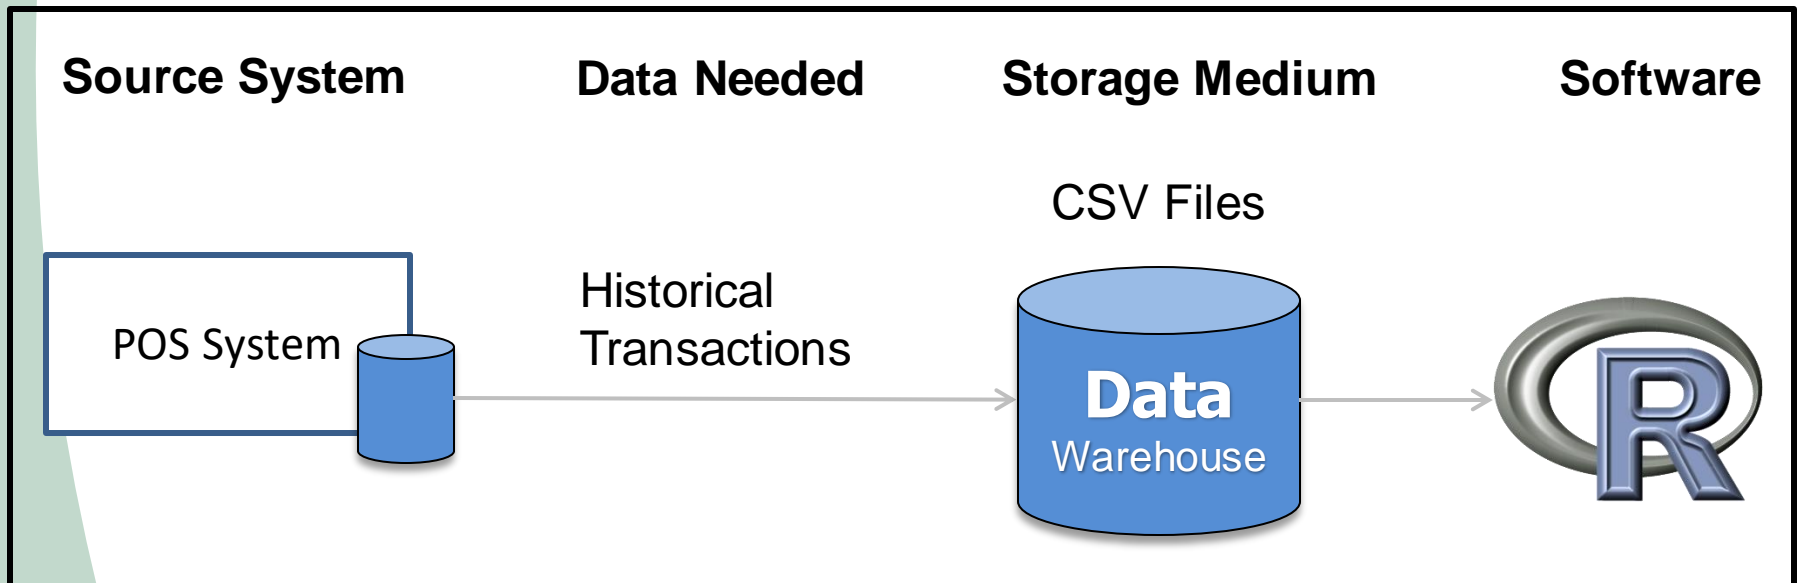 Source System
Data Needed
Storage Medium
Software
CSV Files
POS System
Historical
Transactions
Data
Warehouse
R